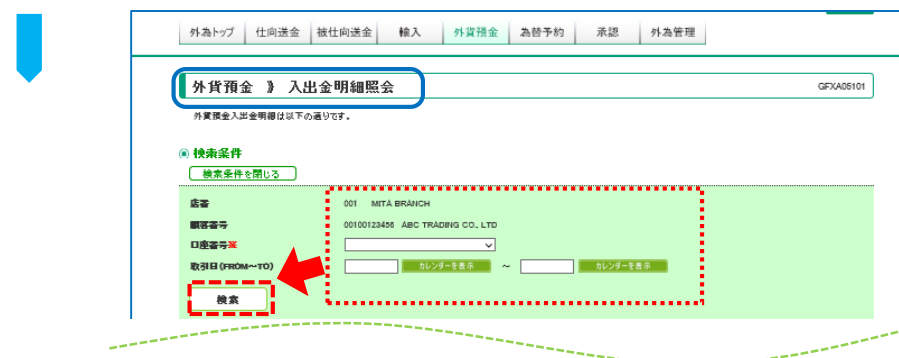 外為トップ 仕向送金 被仕向送金 輸入 外貨預金 為替予約 承認 外為管理
外貨預金 》 入出金明細照会 GFXA05101
外貨預金入出金明細は以下の通りです。
検索条件
検索条件を閉じる
店番 001 MITA BRANCH
顧客番号 00100123456 ABC TRADING CO., LTD
口座番号※
取引日(FROM～TO) カレンダーを表示 ～ カレンダーを表示
検索